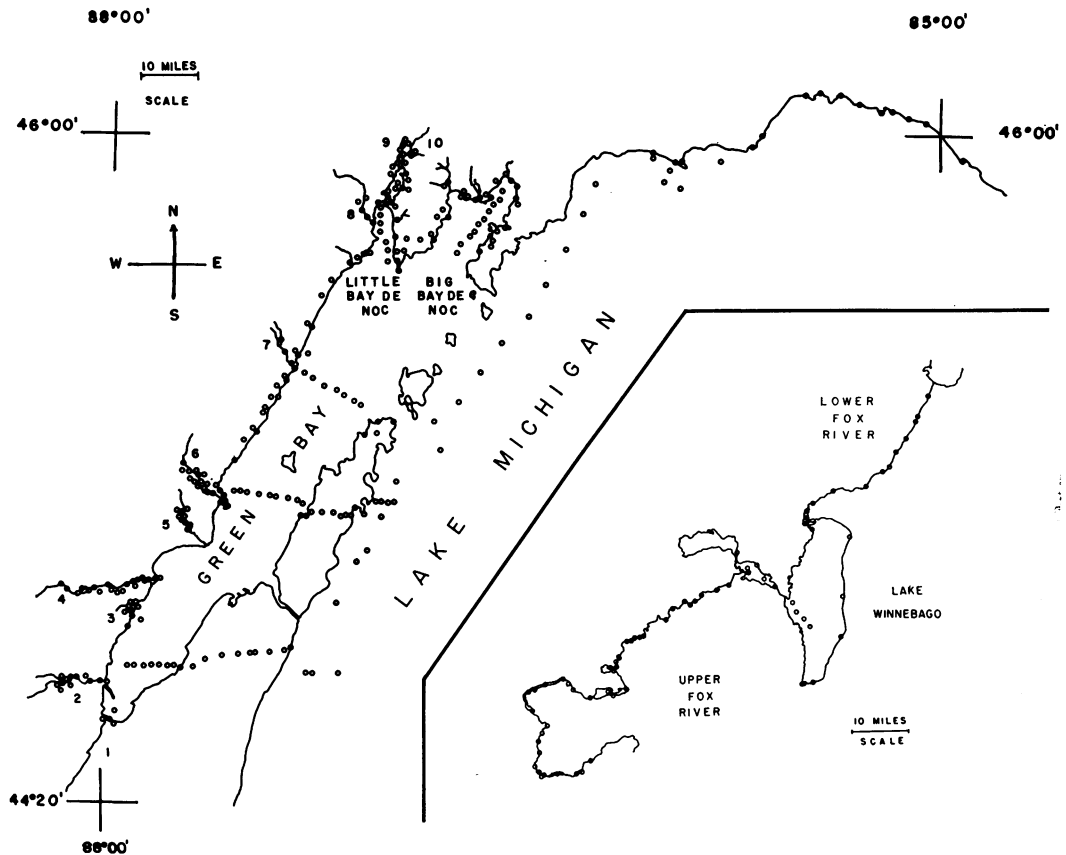 88°00'
85°00'
10 MILES
SCALE
46°00'
46°00'
N
W E
S
9
10
8
LITTLE
BAY DE
NOC
BIG
BAY DE
NOC
7
6
5
4
3
2
1
GREEN BAY
LAKE MICHIGAN
LOWER
FOX
RIVER
LAKE
WINNEBAGO
UPPER
FOX
RIVER
10 MILES
SCALE
44°20'
88°00'